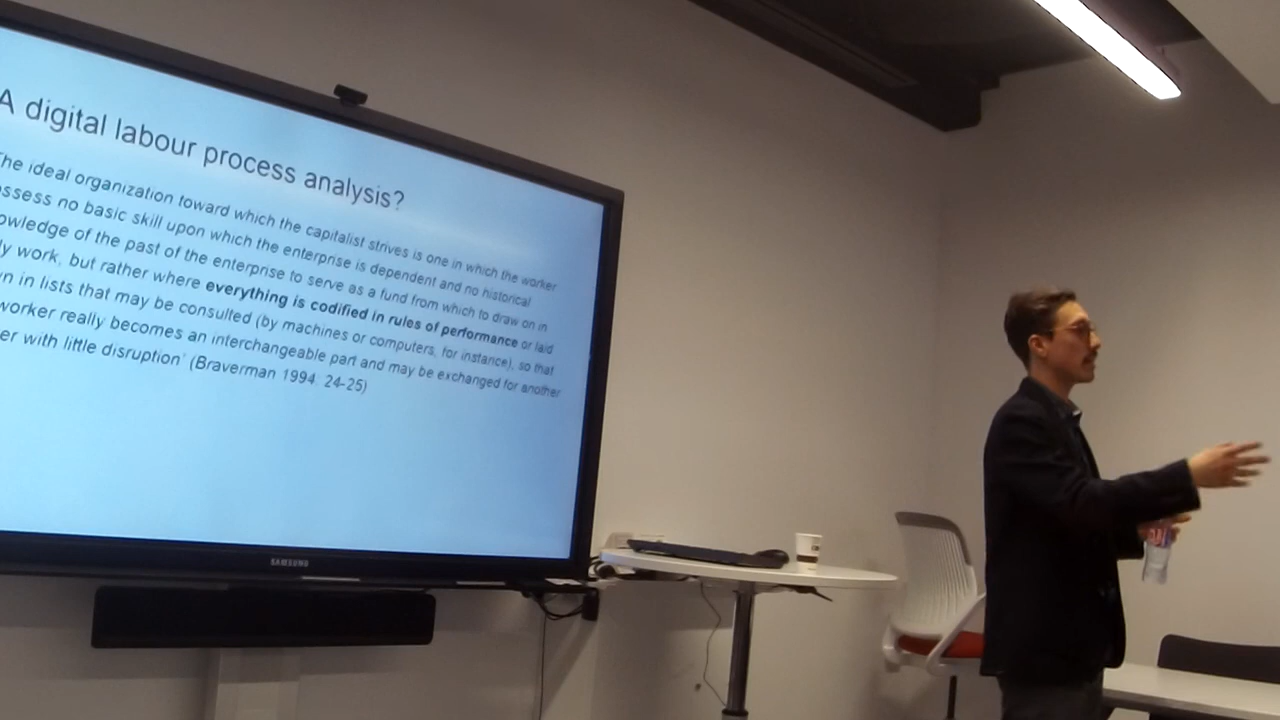 A digital labour process analysis?
The ideal organization toward which the capitalist strives is one in which the worker
ssess no basic skill upon which the enterprise is dependent and no historical
owledge of the past of the enterprise to serve as a fund from which to draw on in
ly work, but rather where everything is codified in rules of performance or laid
n in lists that may be consulted (by machines or computers, for instance), so that
worker really becomes an interchangeable part and may be exchanged for another
er with little disruption' (Braverman 1994: 24-25)
SAMSUNG